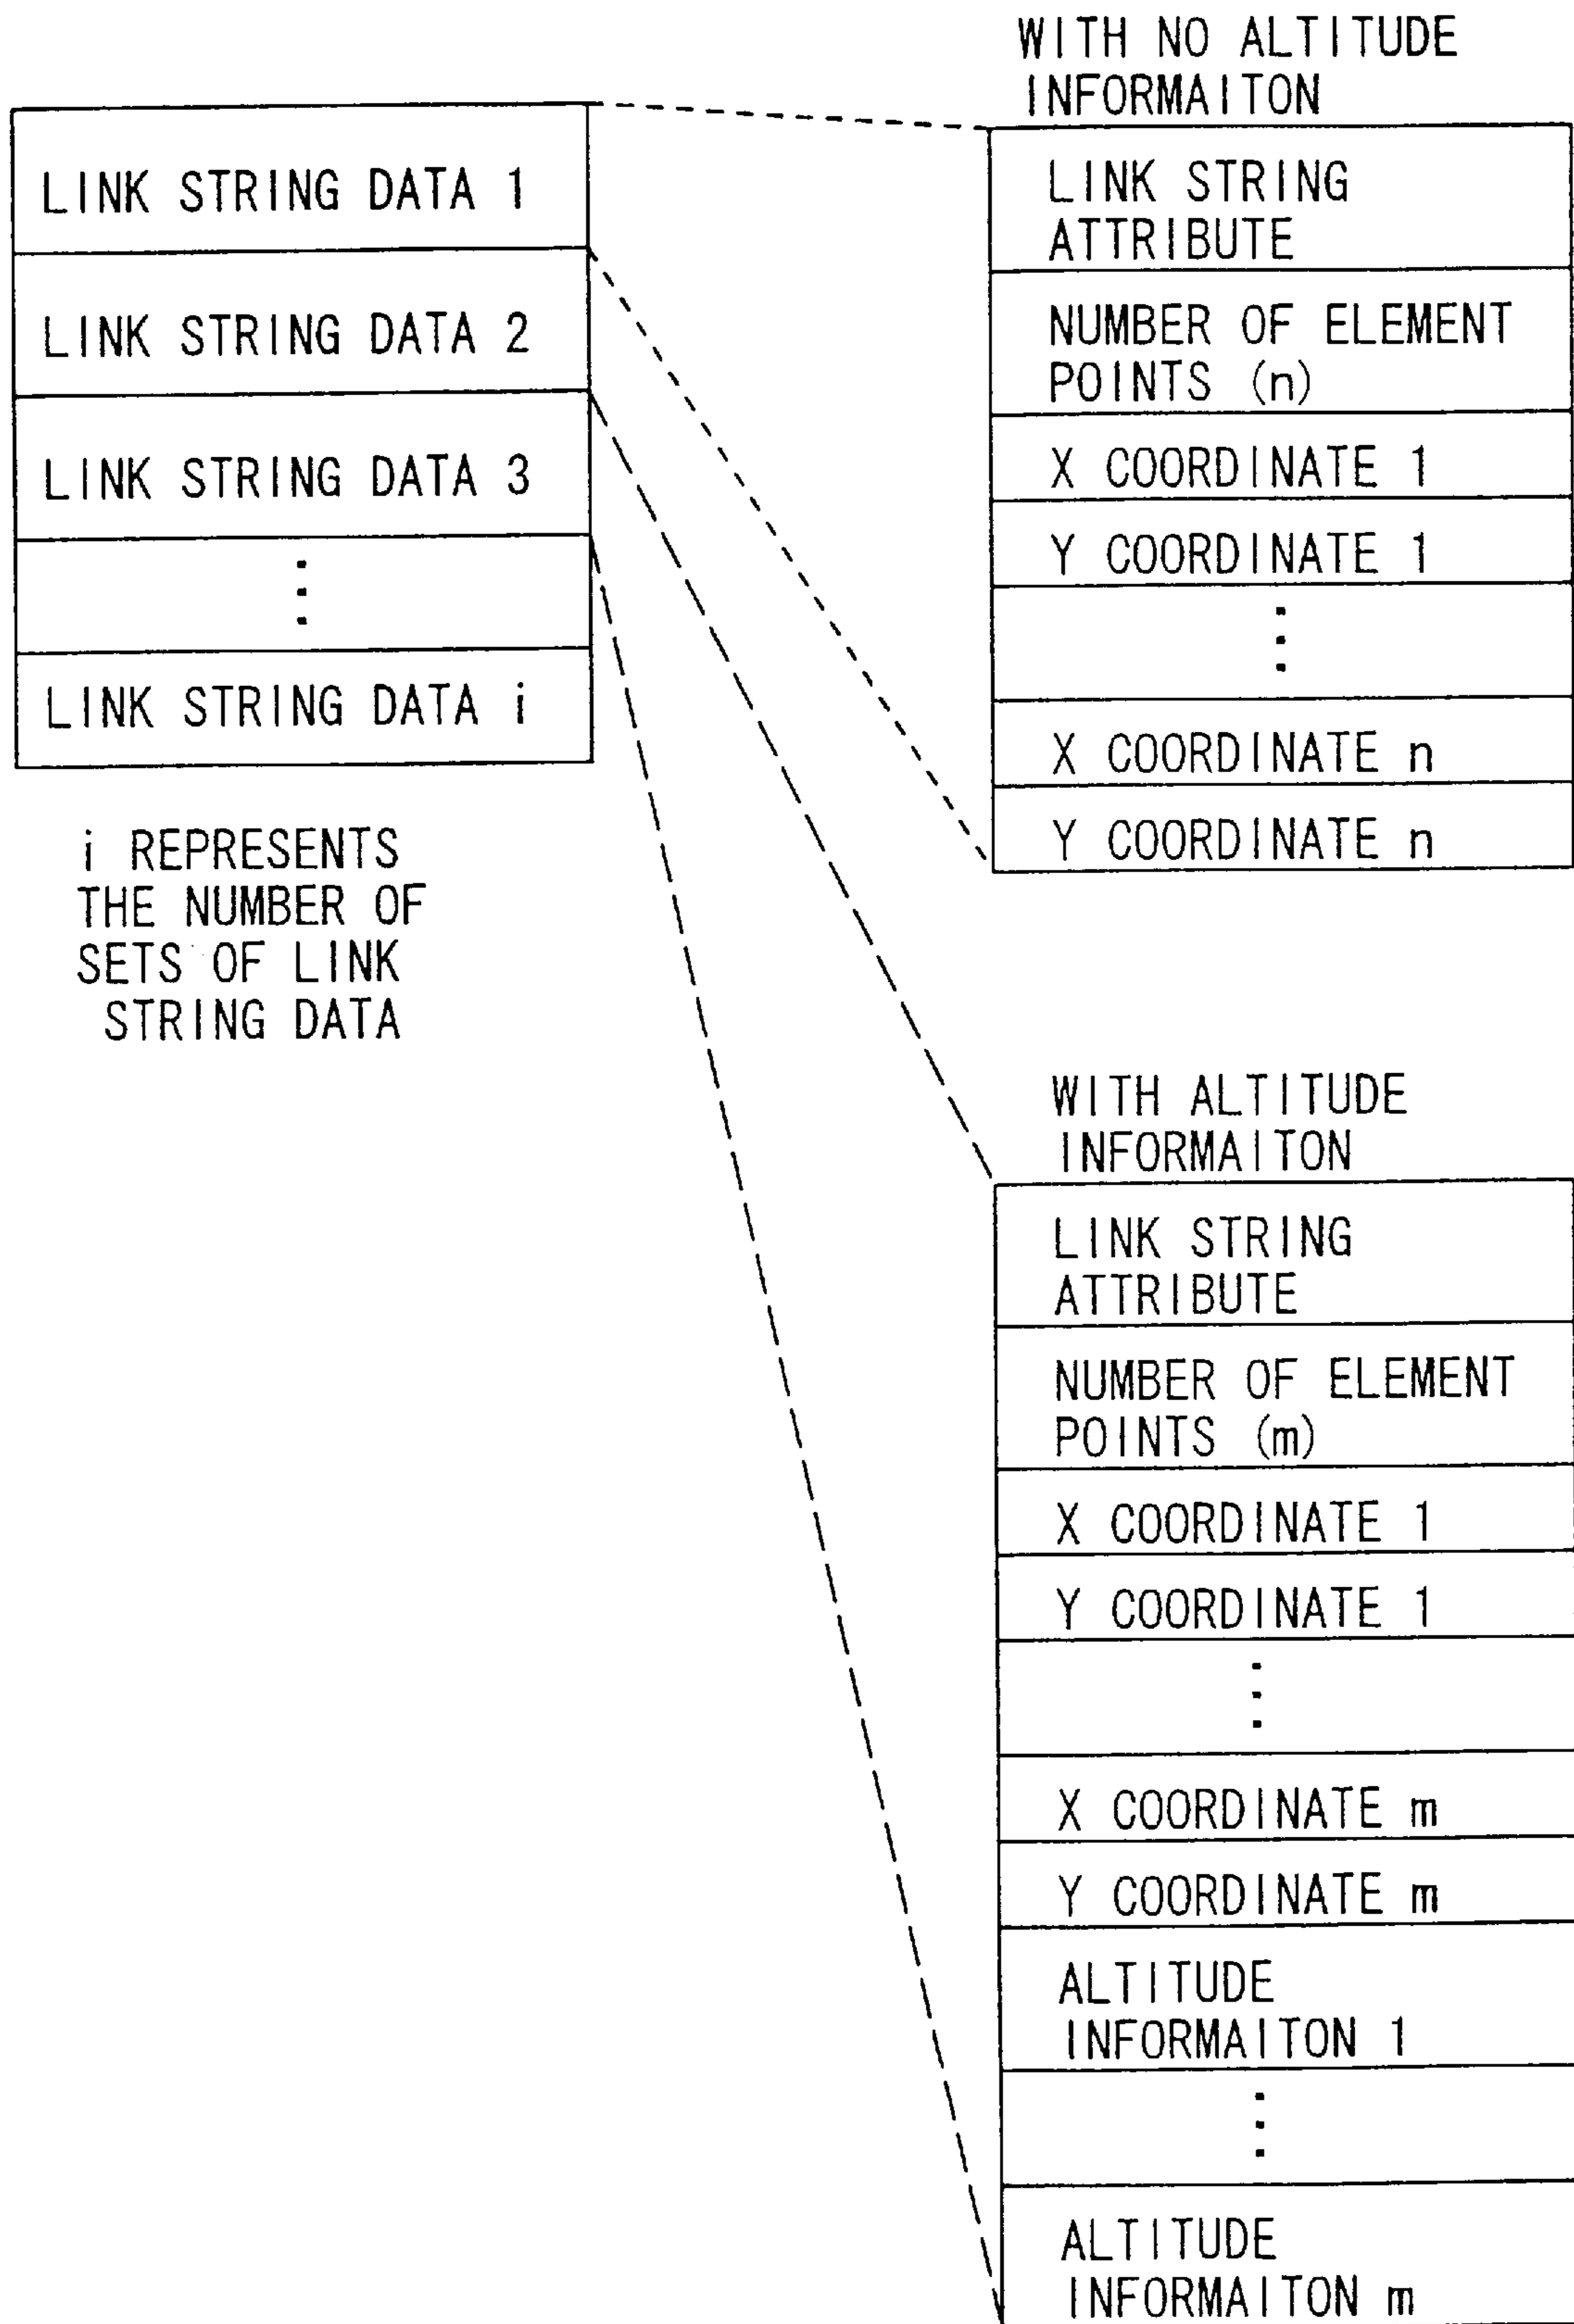 LINK STRING DATA 1
LINK STRING DATA 2
LINK STRING DATA 3
LINK STRING DATA i
i REPRESENTS
THE NUMBER OF
SETS OF LINK
STRING DATA
WITH NO ALTITUDE
INFORMAITON
LINK STRING
ATTRIBUTE
NUMBER OF ELEMENT
POINTS (n)
X COORDINATE 1
Y COORDINATE 1
X COORDINATE n
Y COORDINATE n
WITH ALTITUDE
INFORMAITON
LINK STRING
ATTRIBUTE
NUMBER OF ELEMENT
POINTS (m)
X COORDINATE 1
Y COORDINATE 1
X COORDINATE m
Y COORDINATE m
ALTITUDE
INFORMAITON 1
ALTITUDE
INFORMAITON m